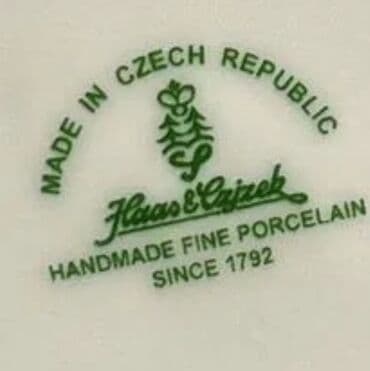 MADE IN CZECH REPUBLIC
S
Haas & Czjzek
HANDMADE FINE PORCELAIN
SINCE 1792